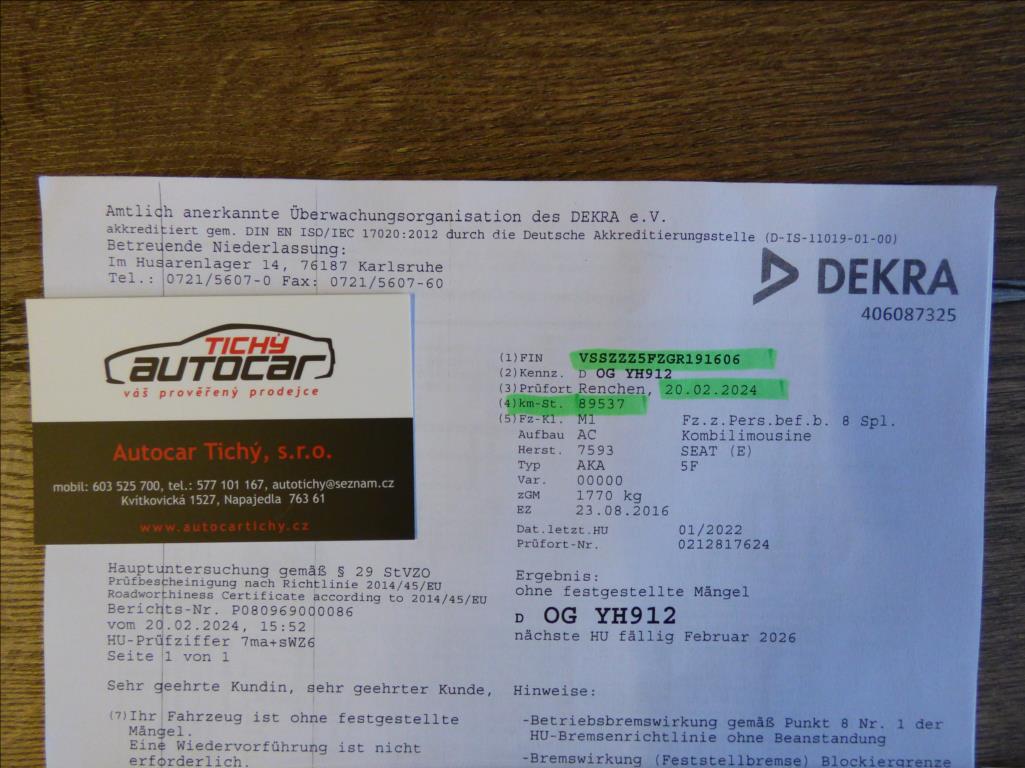 Amtlich anerkannte Überwachungsorganisation des DEKRA e.V.
akkreditiert gem. DIN EN ISO/IEC 17020:2012 durch die Deutsche Akkreditierungsstelle (D-IS-11019-01-00)
Betreuende Niederlassung:
Im Husarenlager 14, 76187 Karlsruhe
Tel.: 0721/5607-0 Fax: 0721/5607-60
DEKRA
406087325
TICHÝ
AUTOCAR
váš prověřený prodejce
Autocar Tichý, s.r.o.
mobil: 603 525 700, tel.: 577 101 167, autotichy@seznam.cz
Kvítkovická 1527, Napajedla 763 61
www.autocartichy.cz
(1)FIN VSSZZZ5FZGR191606
(2)Kennz. D OG YH912
(3)Prüfort Renchen, 20.02.2024
(4)km-St. 89537
(5)Fz-Kl. M1 Fz.z.Pers.bef.b. 8 Spl.
Aufbau AC Kombilimousine
Herst. 7593 SEAT (E)
Typ AKA 5F
Var. 00000
zGM 1770 kg
EZ 23.08.2016
Dat.letzt.HU 01/2022
Prüfort-Nr. 0212817624
Hauptuntersuchung gemäß § 29 StVZO
Prüfbescheinigung nach Richtlinie 2014/45/EU
Roadworthiness Certificate according to 2014/45/EU
Berichts-Nr. P080969000086
vom 20.02.2024, 15:52
HU-Prüfziffer 7ma+sWZ6
Seite 1 von 1
Ergebnis:
ohne festgestellte Mängel
D OG YH912
nächste HU fällig Februar 2026
Sehr geehrte Kundin, sehr geehrter Kunde,
(7)Ihr Fahrzeug ist ohne festgestellte
Mängel.
Eine Wiedervorführung ist nicht
erforderlich.
Hinweise:
-Betriebsbremswirkung gemäß Punkt 8 Nr. 1 der
HU-Bremsenrichtlinie ohne Beanstandung
-Bremswirkung (Feststellbremse) Blockiergrenze